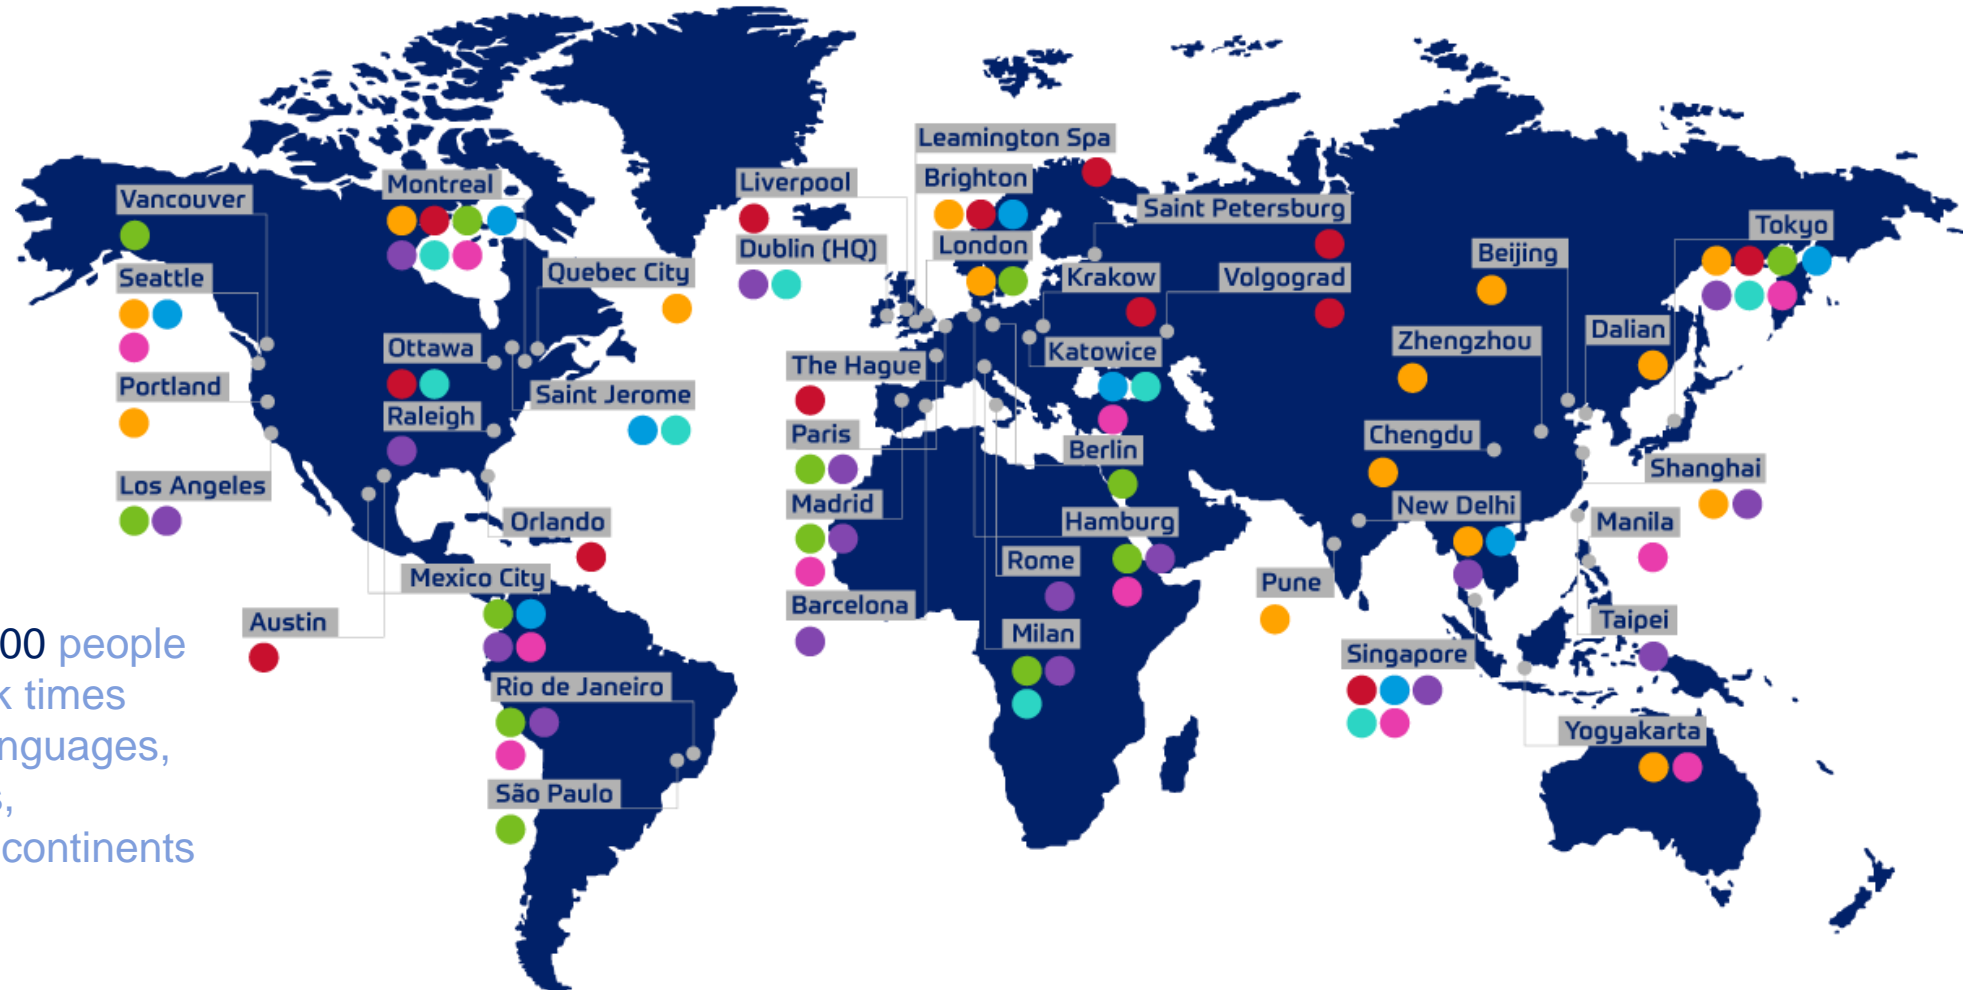 Leamington Spa
Liverpool
Brighton
Vancouver
Montreal
Saint Petersburg
Tokyo
Dublin (HQ)
London
Beijing
Seattle
Quebec City
Krakow
Volgograd
Dalian
Zhengzhou
Ottawa
Katowice
The Hague
Portland
Saint Jerome
Raleigh
Paris
Chengdu
Berlin
Shanghai
Los Angeles
Madrid
New Delhi
Orlando
Hamburg
Manila
Rome
Mexico City
Pune
Barcelona
Austin
Milan
Taipei
00 people
Singapore
Rio de Janeiro
k times
Yogyakarta
nguages,
São Paulo
s,
continents